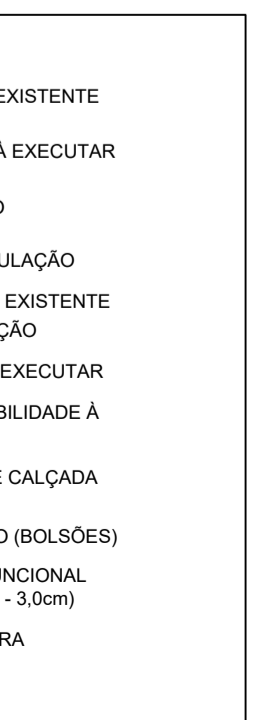 EXISTENTE
À EXECUTAR
O
ULAÇÃO
EXISTENTE
ÇÃO
EXECUTAR
BILIDADE À
E CALÇADA
O (BOLSÕES)
UNCIONAL
- 3,0cm)
RA